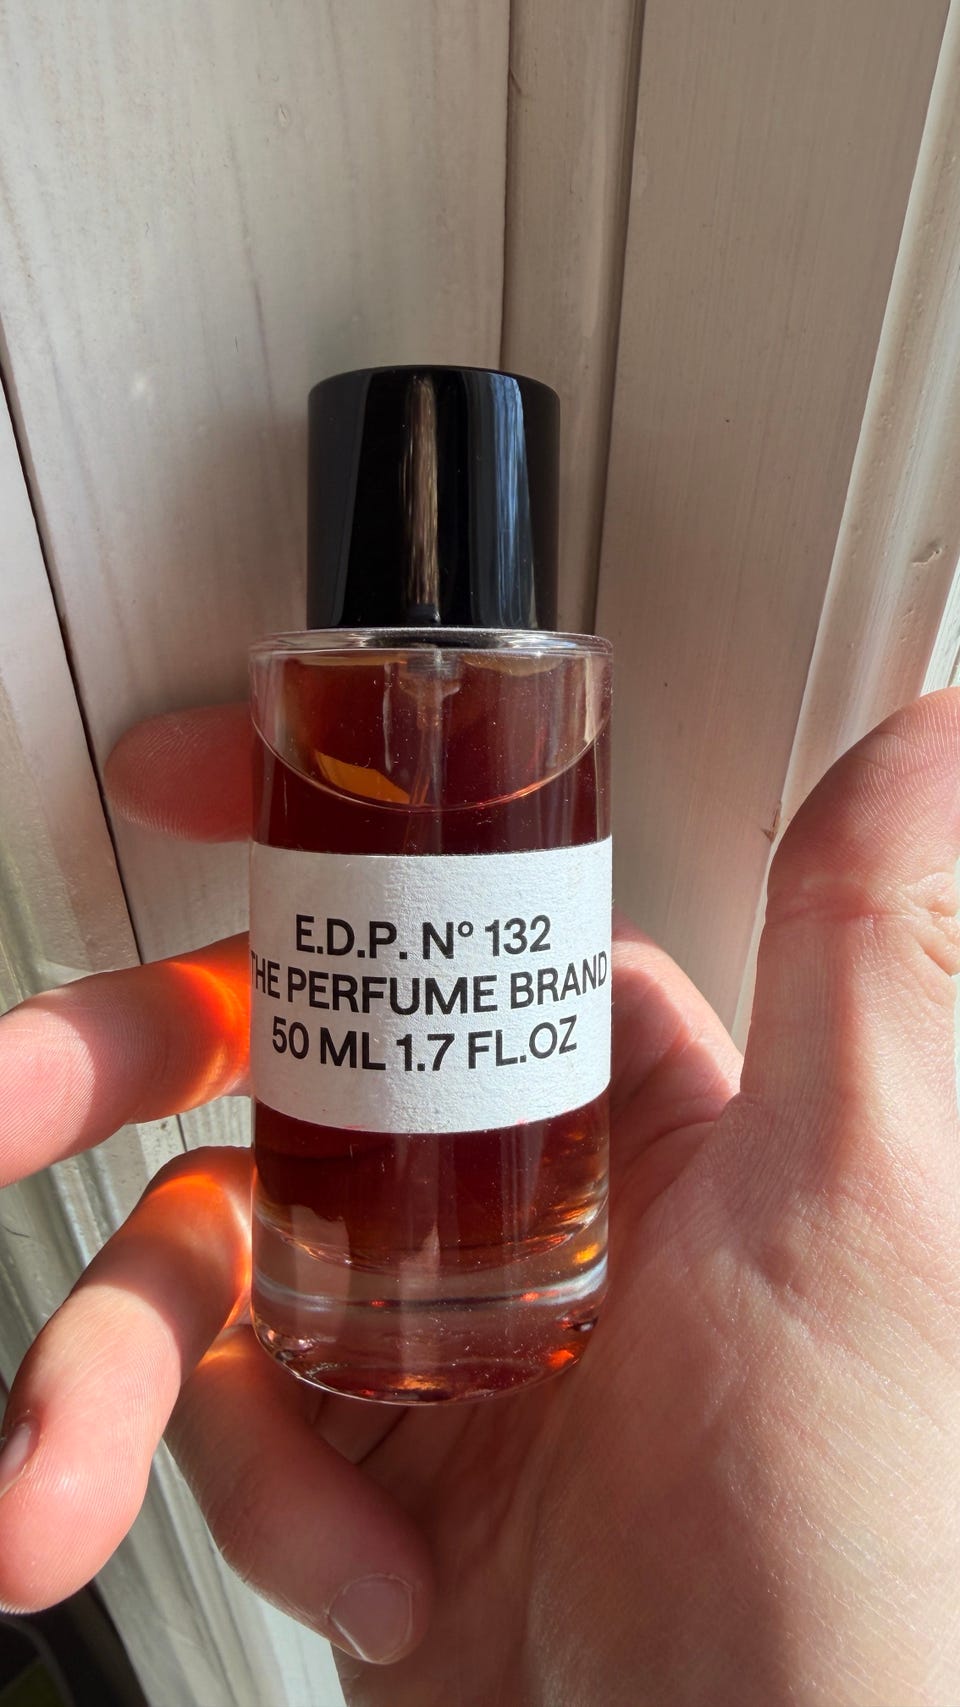 E.D.P. N° 132
THE PERFUME BRAND
50 ML 1.7 FL.OZ